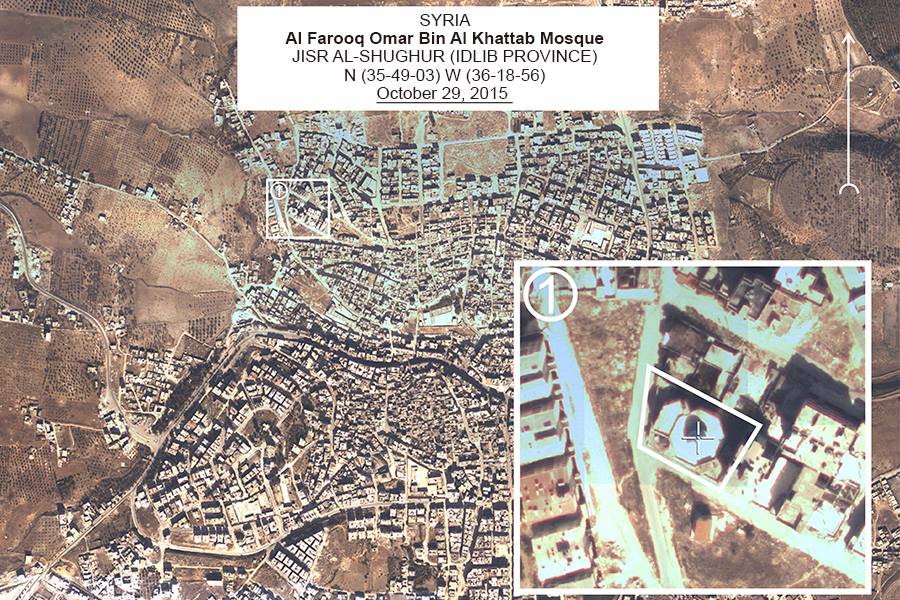 SYRIA
Al Farooq Omar Bin Al Khattab Mosque
JISR AL-SHUGHUR (IDLIB PROVINCE)
N (35-49-03) W (36-18-56)
October 29, 2015
1
1